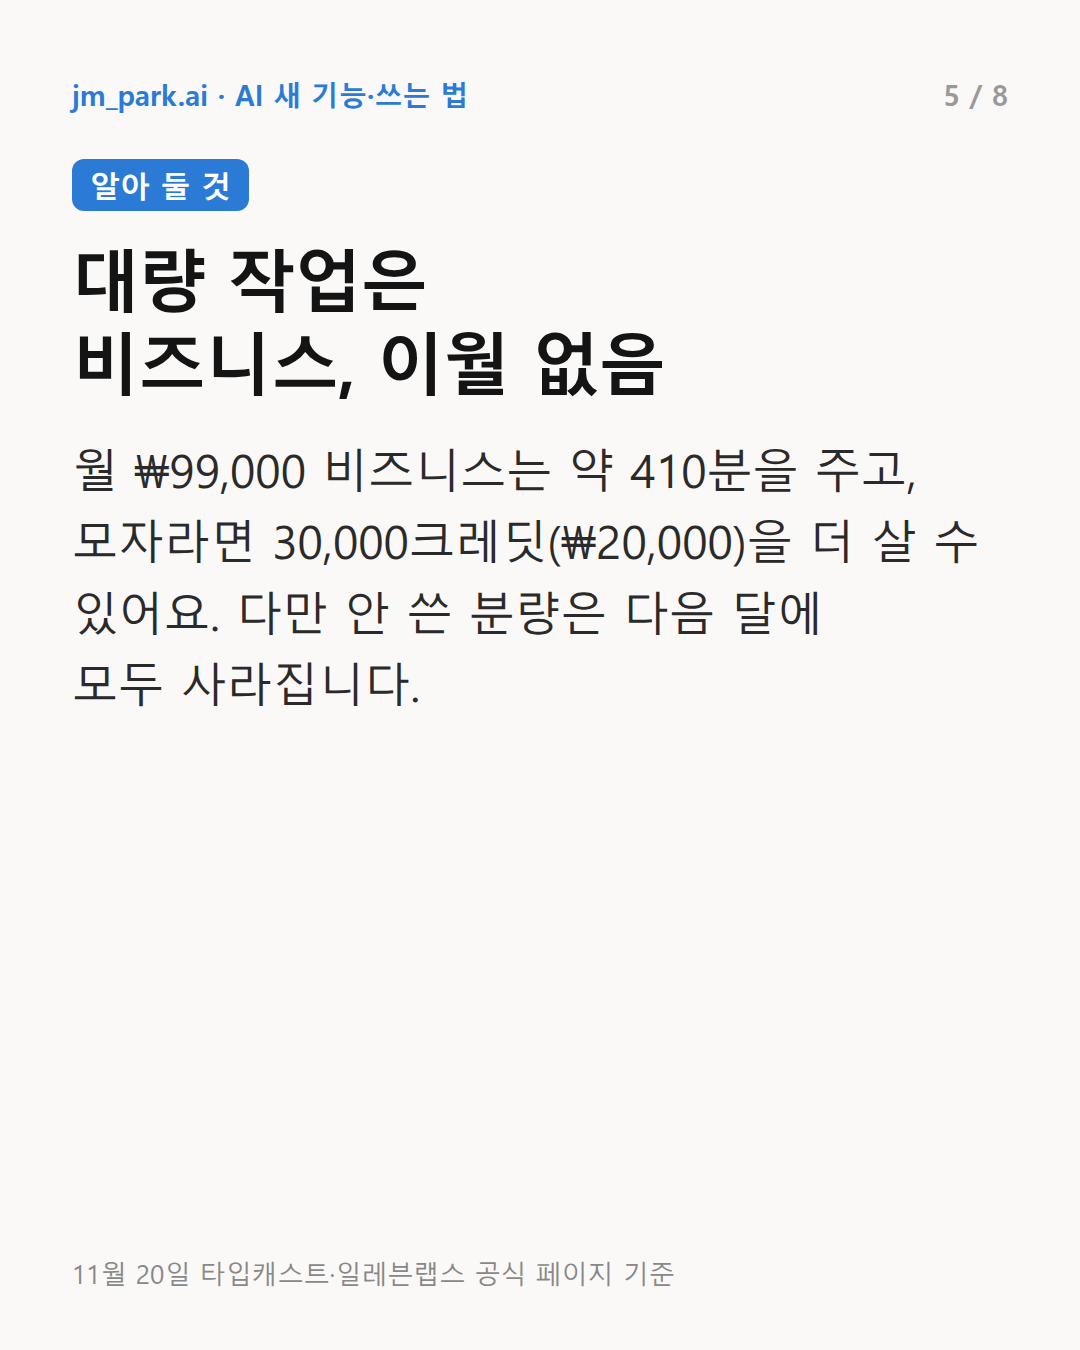 jm_park.ai · AI 새 기능·쓰는 법
5 / 8
알아 둘 것
대량 작업은
비즈니스, 이월 없음
월 ₩99,000 비즈니스는 약 410분을 주고,
모자라면 30,000크레딧(₩20,000)을 더 살 수
있어요. 다만 안 쓴 분량은 다음 달에
모두 사라집니다.
11월 20일 타입캐스트·일레븐랩스 공식 페이지 기준